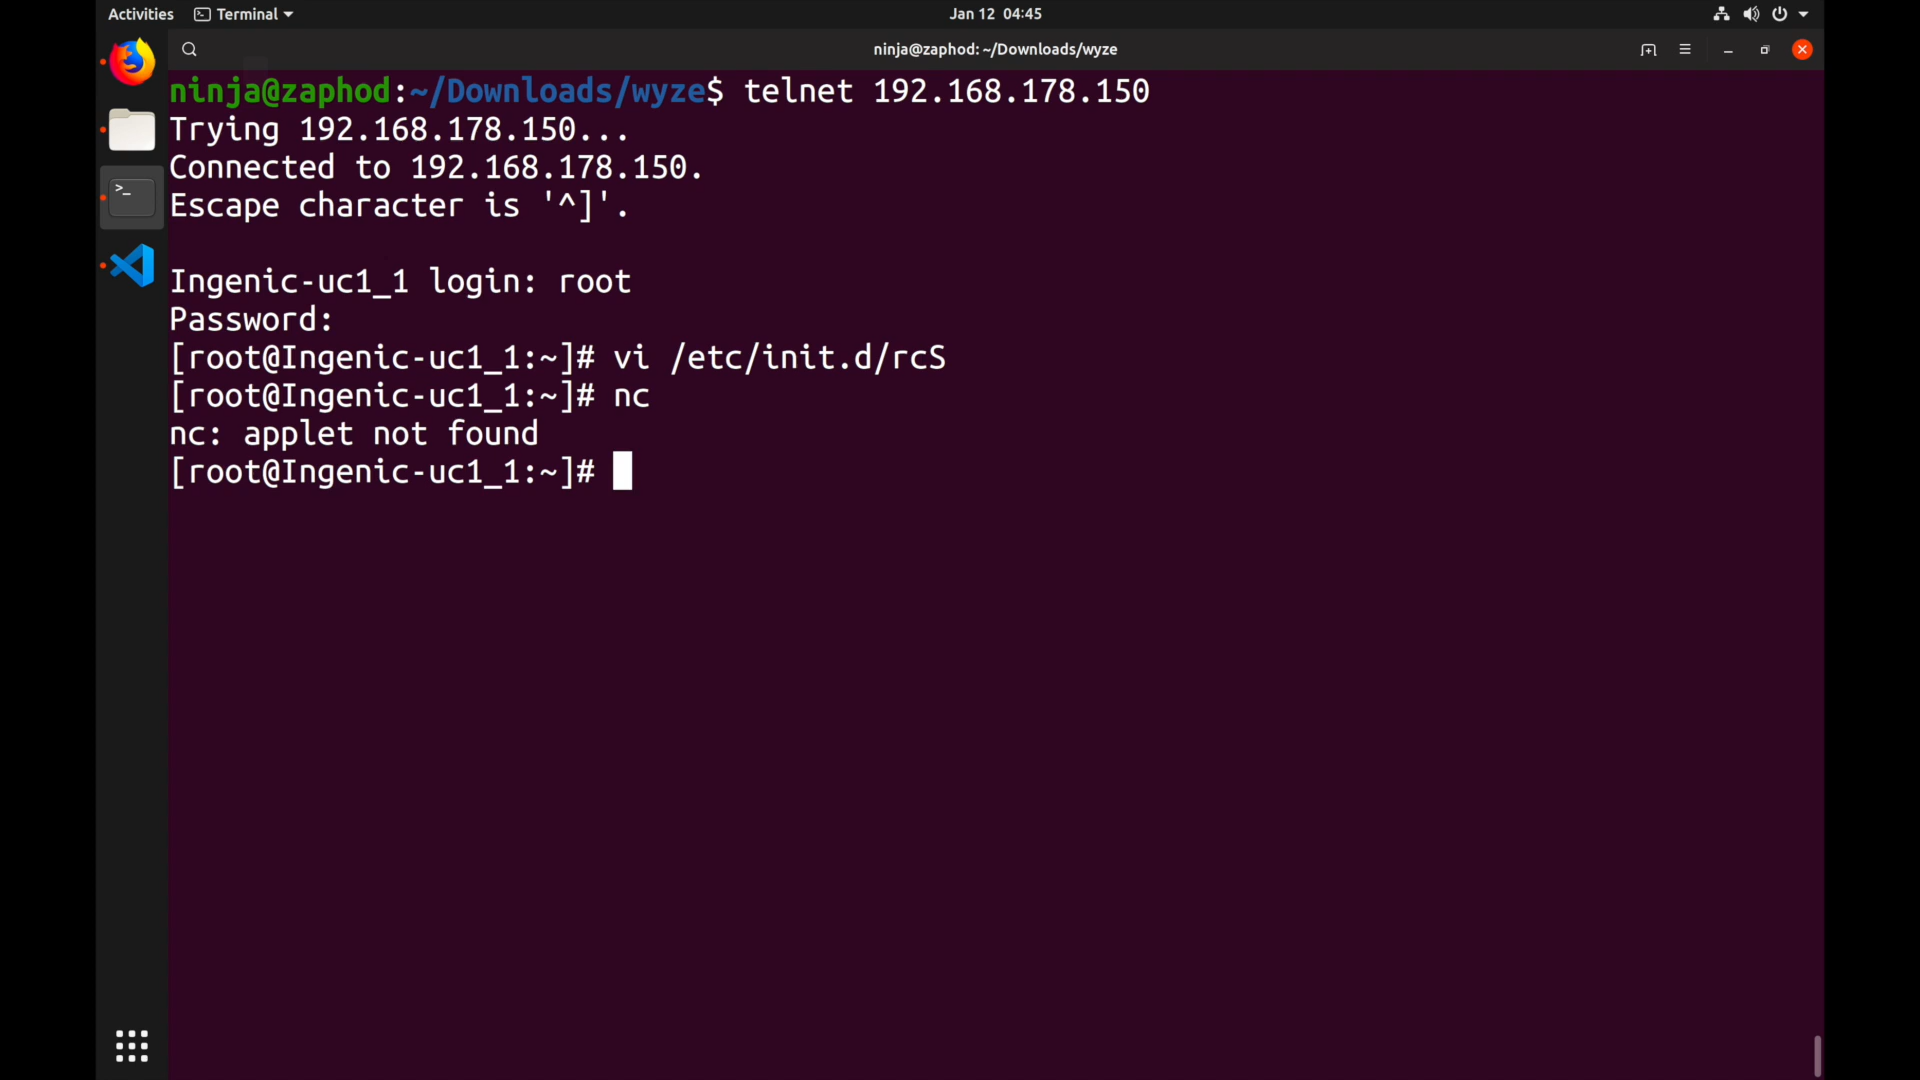 Activities Terminal Jan 12 04:45
ninja@zaphod: ~/Downloads/wyze
ninja@zaphod:~/Downloads/wyze$ telnet 192.168.178.150
Trying 192.168.178.150...
Connected to 192.168.178.150.
Escape character is '^]'.
Ingenic-uc1_1 login: root
Password:
[root@Ingenic-uc1_1:~]# vi /etc/init.d/rcS
[root@Ingenic-uc1_1:~]# nc
nc: applet not found
[root@Ingenic-uc1_1:~]#